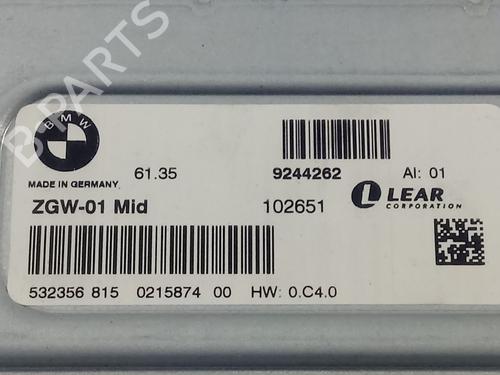 BMW
61.35
9244262
AI: 01
MADE IN GERMANY
ZGW-01 Mid
102651
LEAR
CORPORATION
532356 815 0215874 00 HW: 0.C4.0
B-PARTS